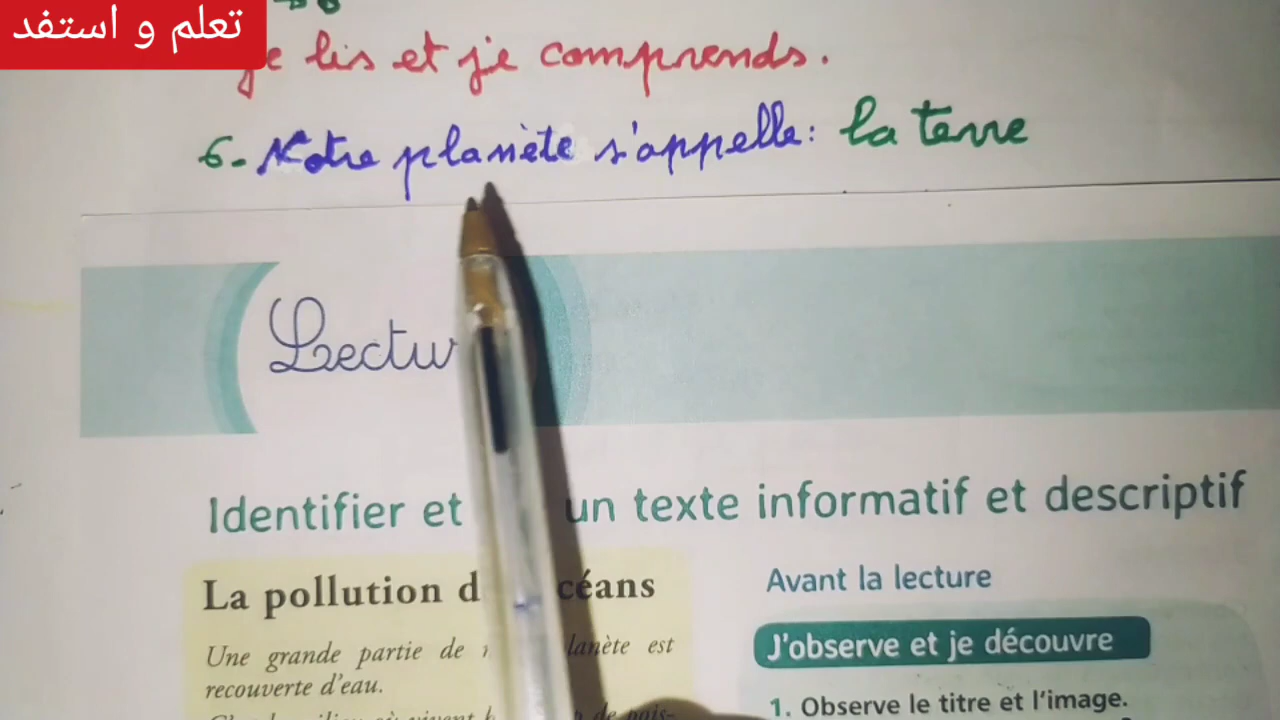 تعلم و استفد
Je lis et je comprends.
6. Notre planète s'appelle: la terre
Lectu
Identifier et un texte informatif et descriptif
La pollution d céans
Une grande partie de lanète est
recouverte d'eau.
Avant la lecture
J'observe et je découvre
1. Observe le titre et l'image.